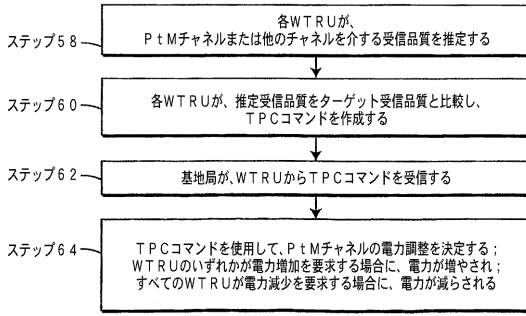 ステップ58
各WTRUが、
PtMチャネルまたは他のチャネルを介する受信品質を推定する
ステップ60
各WTRUが、推定受信品質をターゲット受信品質と比較し、
TPCコマンドを作成する
ステップ62
基地局が、WTRUからTPCコマンドを受信する
ステップ64
TPCコマンドを使用して、PtMチャネルの電力調整を決定する；
WTRUのいずれかが電力増加を要求する場合に、電力が増やされ；
すべてのWTRUが電力減少を要求する場合に、電力が減らされる